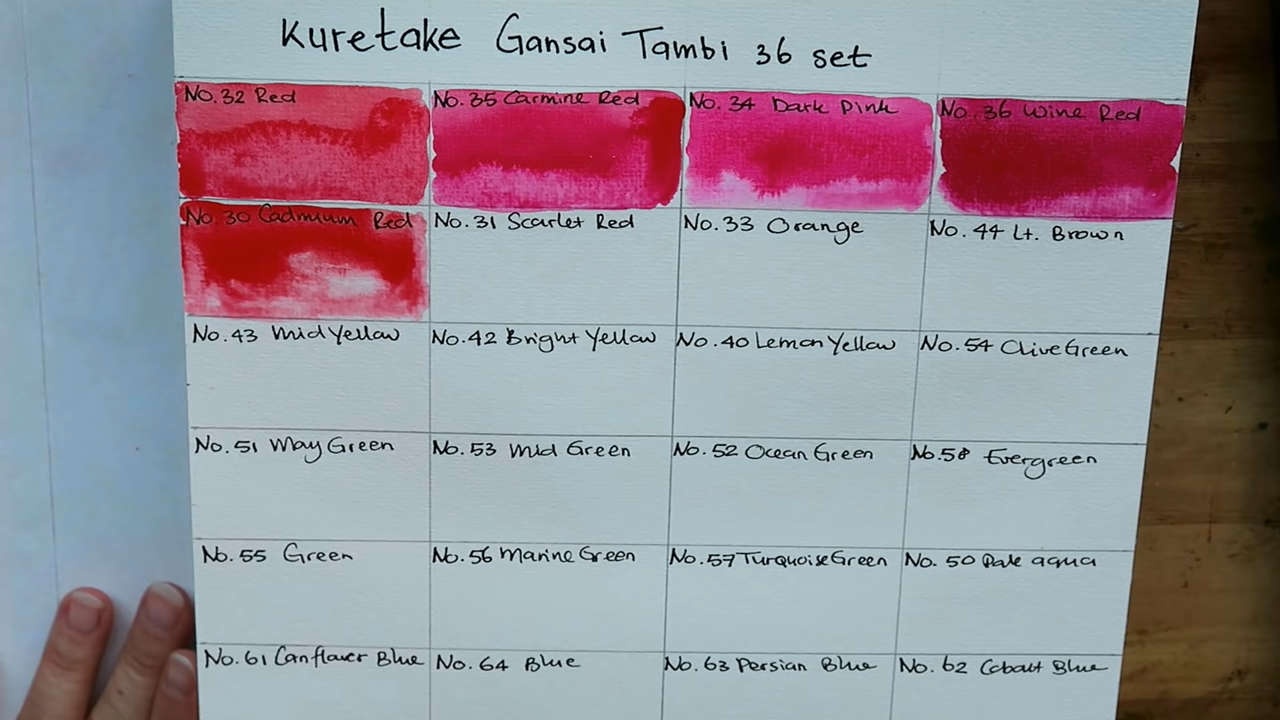 Kuretake Gansai Tambi 36 set
No.32 Red
No.35 Carmine Red
No.34 Dark Pink
No.36 Wine Red
No.30 Cadmium Red
No.31 Scarlet Red
No.33 Orange
No.44 Lt. Brown
No.43 Mid Yellow
No.42 Bright Yellow
No.40 Lemon Yellow
No.54 Olive Green
No.51 May Green
No.53 Mid Green
No.52 Ocean Green
No.58 Evergreen
No.55 Green
No.56 Marine Green
No.57 Turquoise Green
No.50 Pale aqua
No.61 Cornflower Blue
No.64 Blue
No.63 Persian Blue
No.62 Cobalt Blue